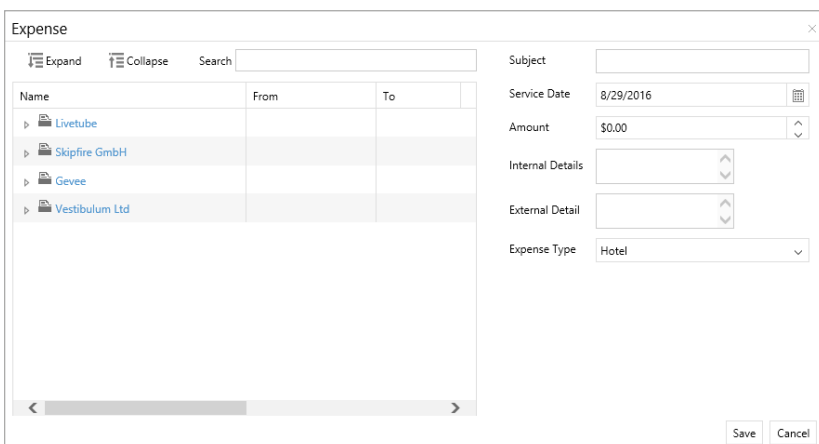 Expense
Expand Collapse Search
Name From To
Livetube
Skipfire GmbH
Gevee
Vestibulum Ltd
Subject
Service Date 8/29/2016
Amount $0.00
Internal Details
External Detail
Expense Type Hotel
Save Cancel